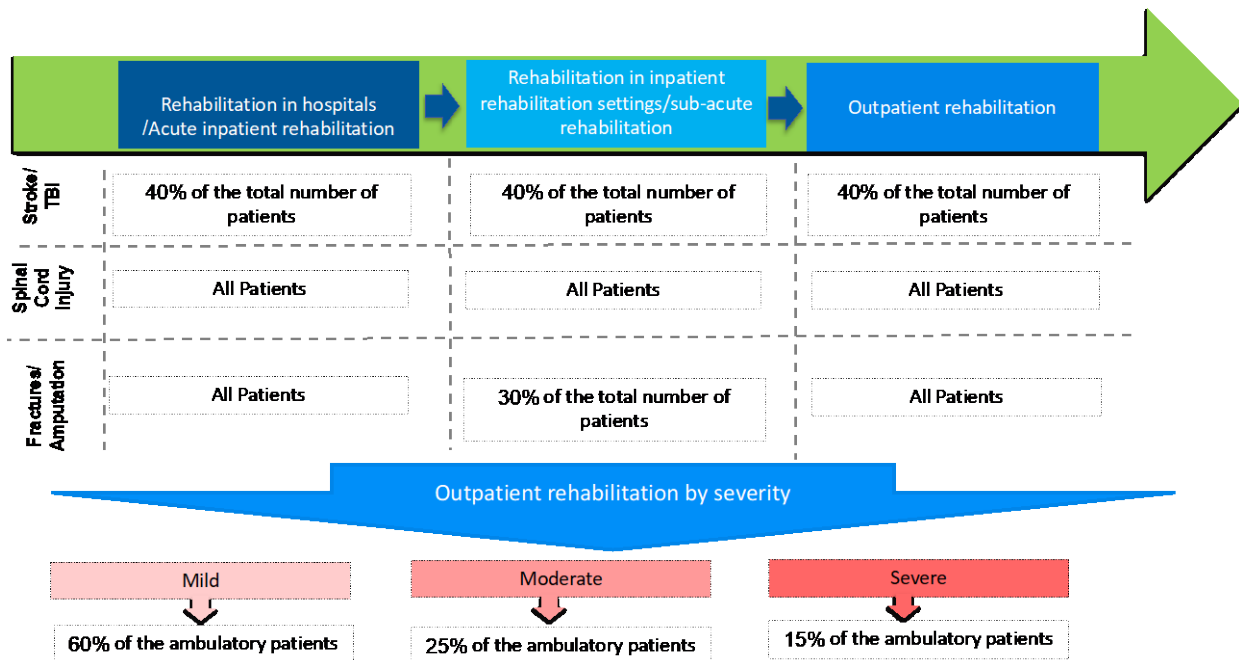 Rehabilitation in hospitals
/Acute inpatient rehabilitation
Rehabilitation in inpatient
rehabilitation settings/sub-acute
rehabilitation
Outpatient rehabilitation
Stroke/
TBI
40% of the total number of
patients
40% of the total number of
patients
40% of the total number of
patients
Spinal
Cord
Injury
All Patients
All Patients
All Patients
Fractures/
Amputation
All Patients
30% of the total number of
patients
All Patients
Outpatient rehabilitation by severity
Mild
Moderate
Severe
60% of the ambulatory patients
25% of the ambulatory patients
15% of the ambulatory patients